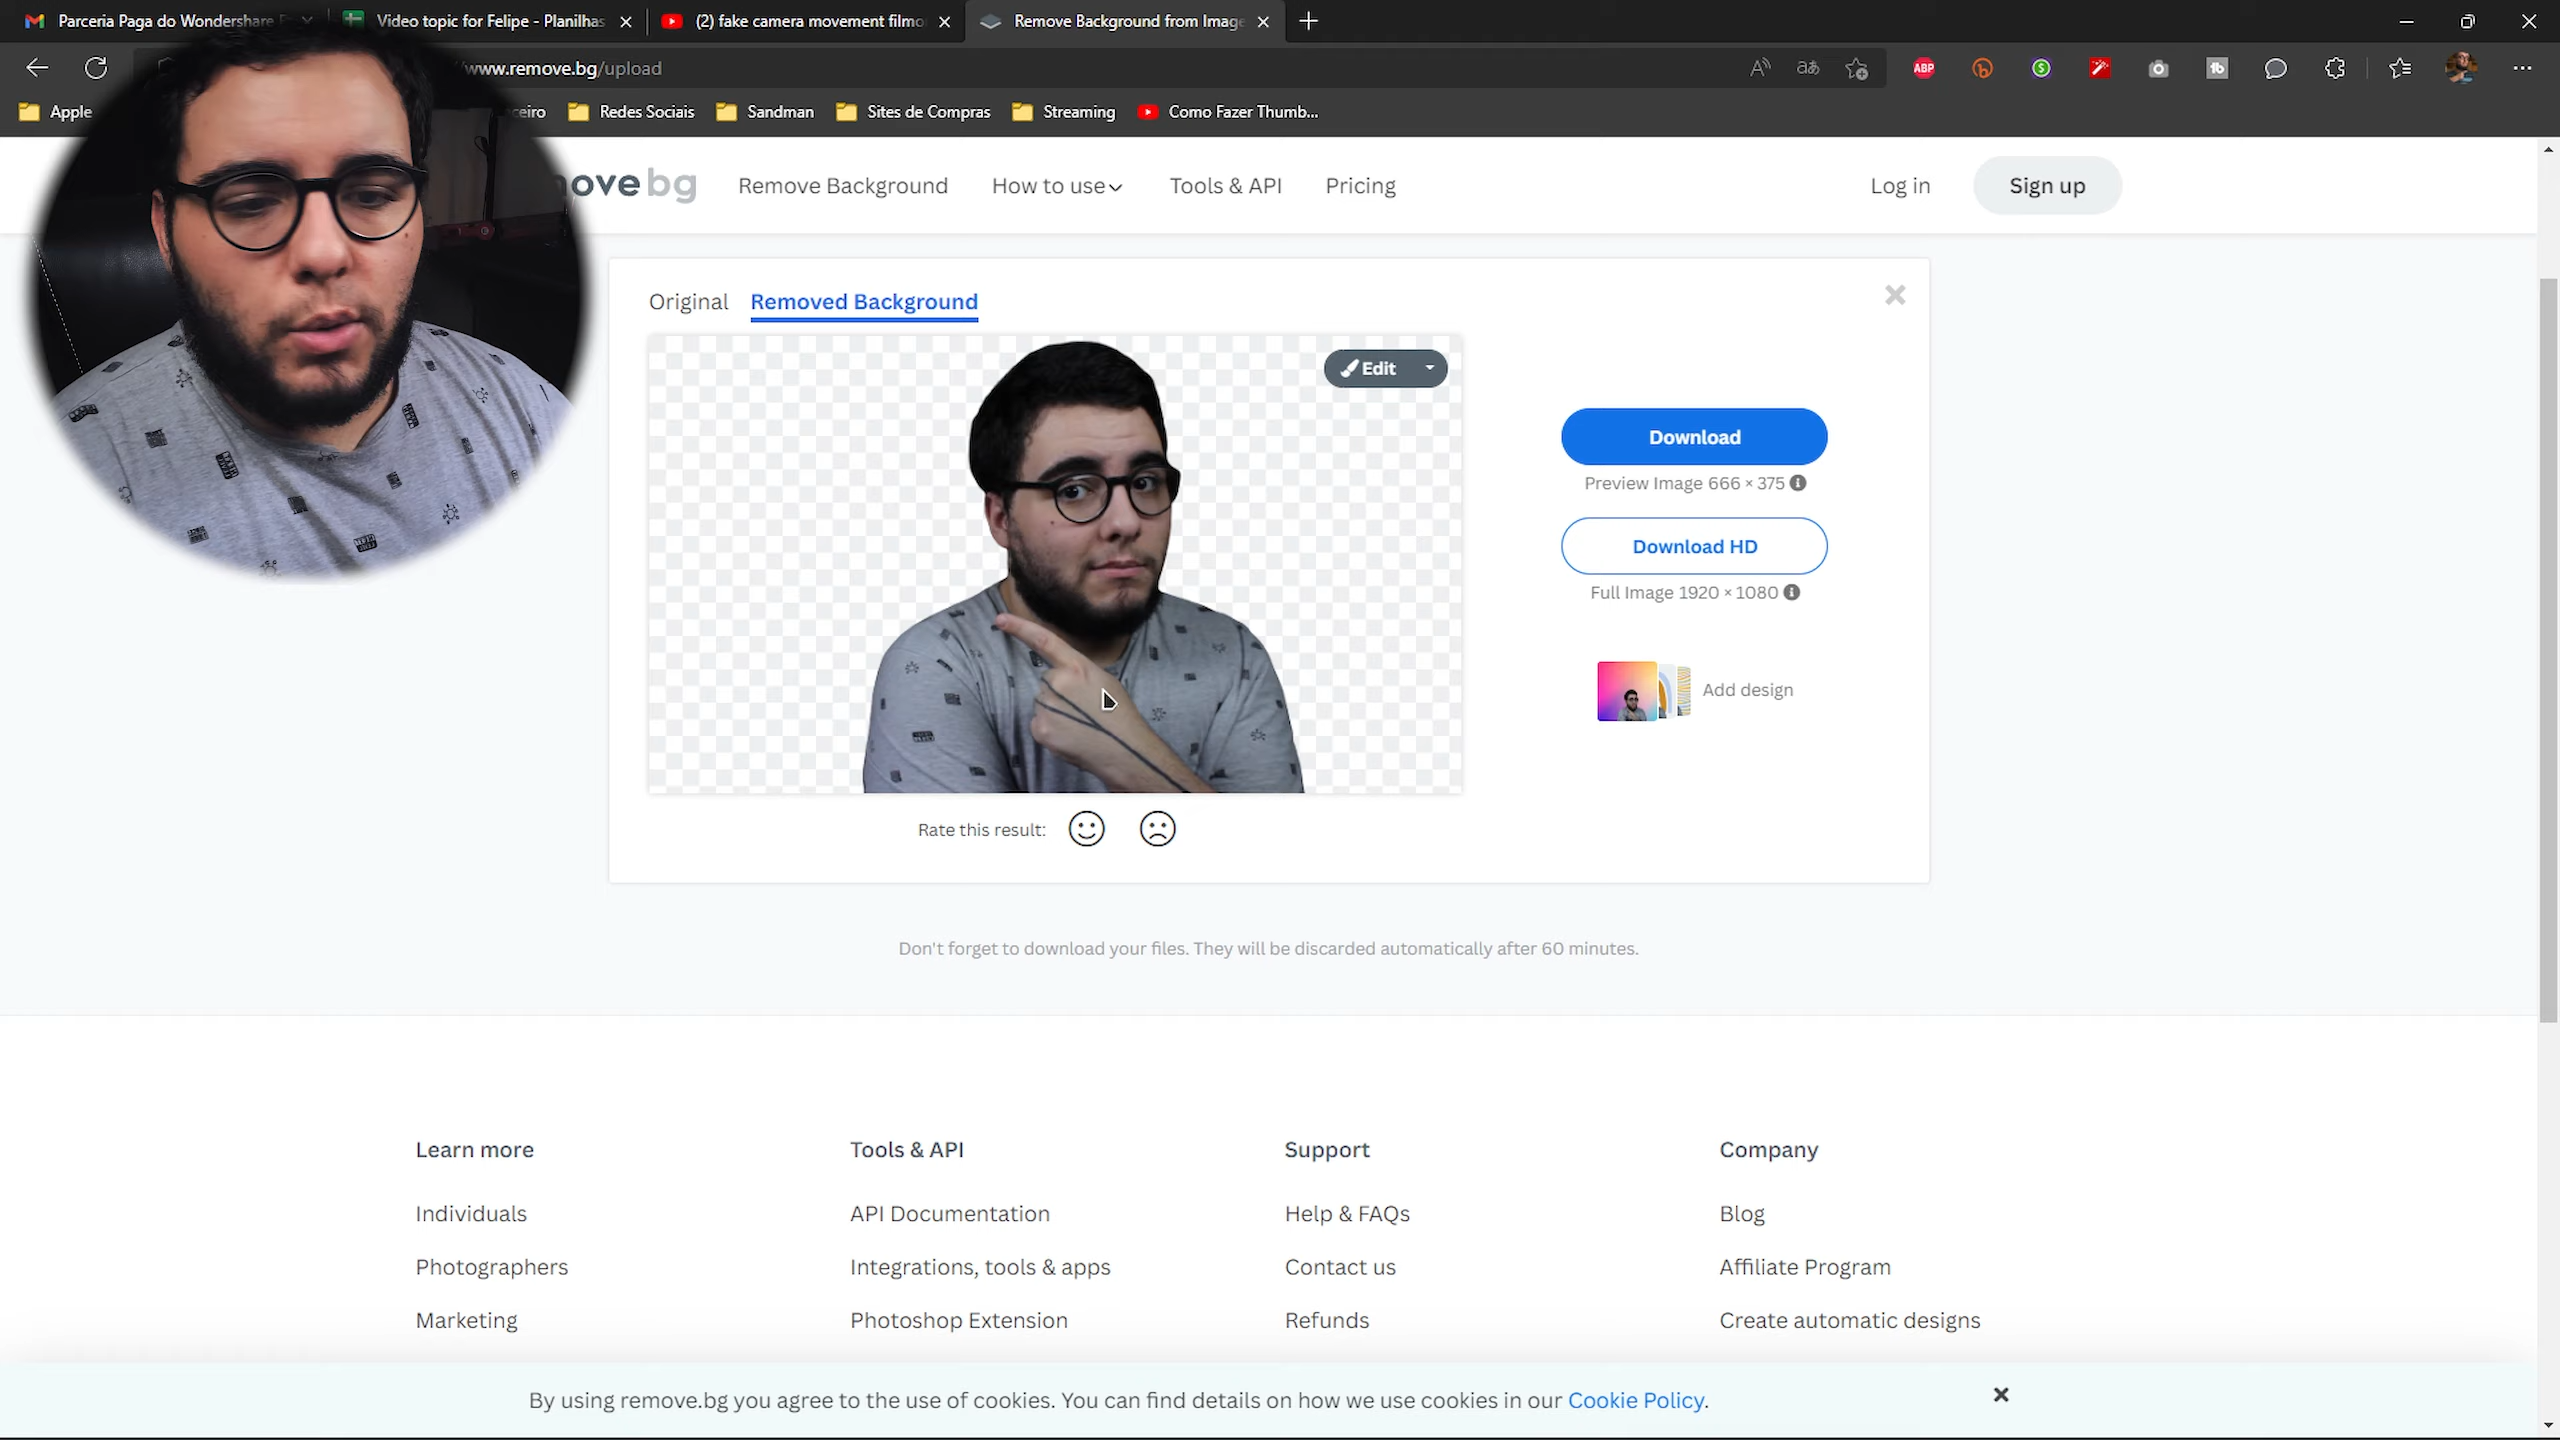 Parceria Paga do Wondershare
Video topic for Felipe - Planilhas
(2) fake camera movement filmo
Remove Background from Image
www.remove.bg/upload
ABP
tb
Apple
ceiro
Redes Sociais
Sandman
Sites de Compras
Streaming
Como Fazer Thumb...
ove bg
Remove Background
How to use
Tools & API
Pricing
Log in
Sign up
Original
Removed Background
Edit
Download
Preview Image 666 × 375
Download HD
Full Image 1920 × 1080
Add design
Rate this result:
Don't forget to download your files. They will be discarded automatically after 60 minutes.
Learn more
Individuals
Photographers
Marketing
Tools & API
API Documentation
Integrations, tools & apps
Photoshop Extension
Support
Help & FAQs
Contact us
Refunds
Company
Blog
Affiliate Program
Create automatic designs
By using remove.bg you agree to the use of cookies. You can find details on how we use cookies in our Cookie Policy.